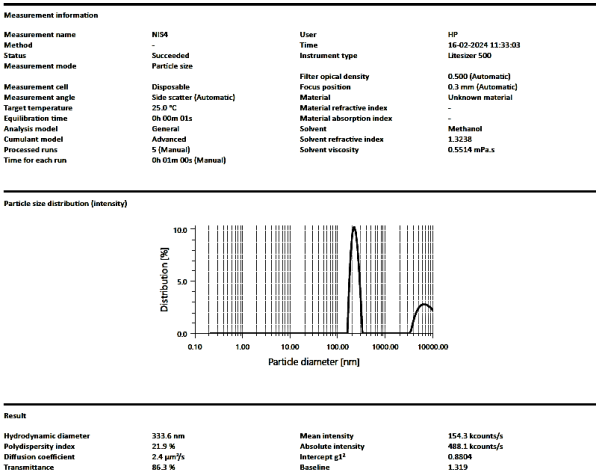 Measurement information
Measurement name NIS4 User HP
Method - Time 16-02-2024 11:33:03
Status Succeeded Instrument type Litesizer 500
Measurement mode Particle size
Filter opical density 0.500 (Automatic)
Measurement cell Disposable Focus position 0.3 mm (Automatic)
Measurement angle Side scatter (Automatic) Material Unknown material
Target temperature 25.0 °C Material refractive index -
Equilibration time 0h 00m 01s Material absorption index -
Analysis model General Solvent Methanol
Cumulant model Advanced Solvent refractive index 1.3238
Processed runs 5 (Manual) Solvent viscosity 0.5514 mPa.s
Time for each run 0h 01m 00s (Manual)
Particle size distribution (intensity)
Distribution [%]
10.0
5.0
0.0
0.10 1.00 10.00 100.00 1000.00 10000.00
Particle diameter [nm]
Result
Hydrodynamic diameter 333.6 nm Mean intensity 154.3 kcounts/s
Polydispersity index 21.9 % Absolute intensity 488.1 kcounts/s
Diffusion coefficient 2.4 µm²/s Intercept g1² 0.8804
Transmittance 86.3 % Baseline 1.319